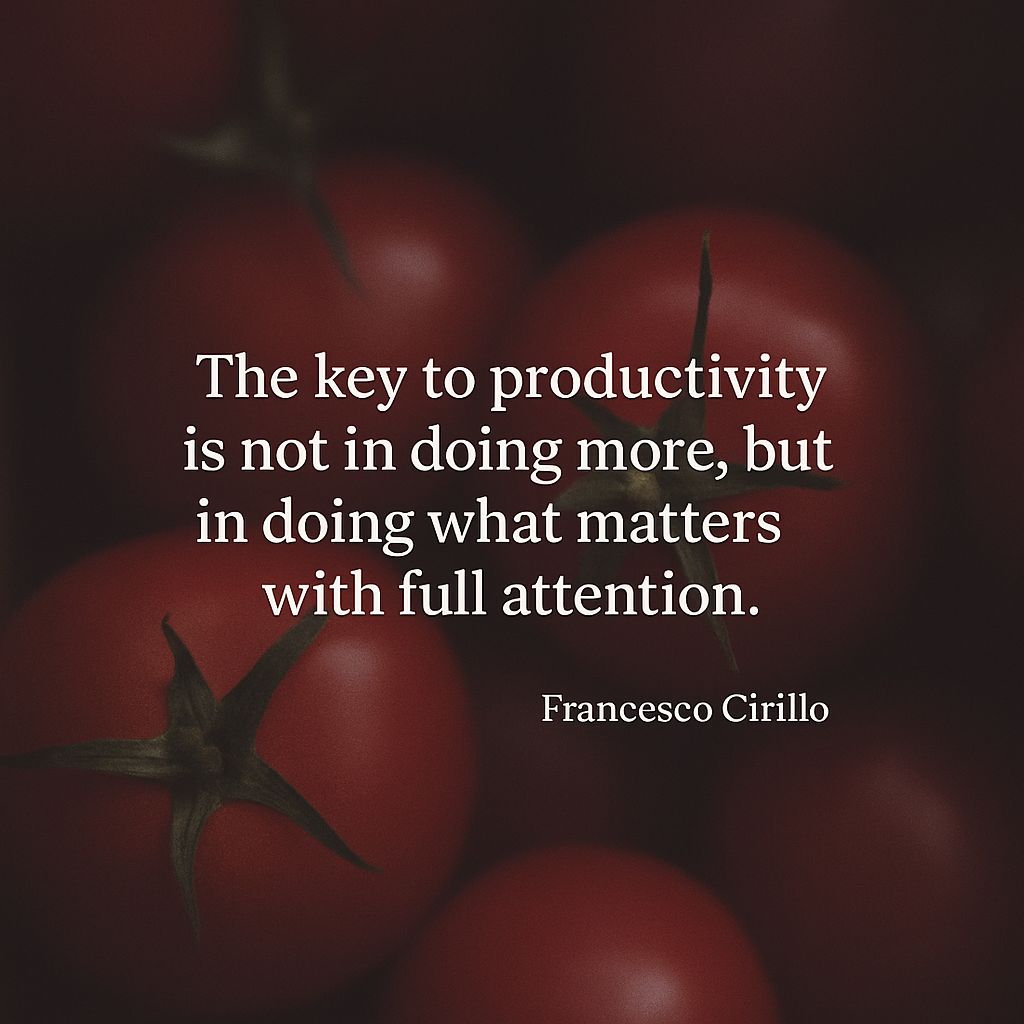 The key to productivity
is not in doing more, but
in doing what matters
with full attention.
Francesco Cirillo